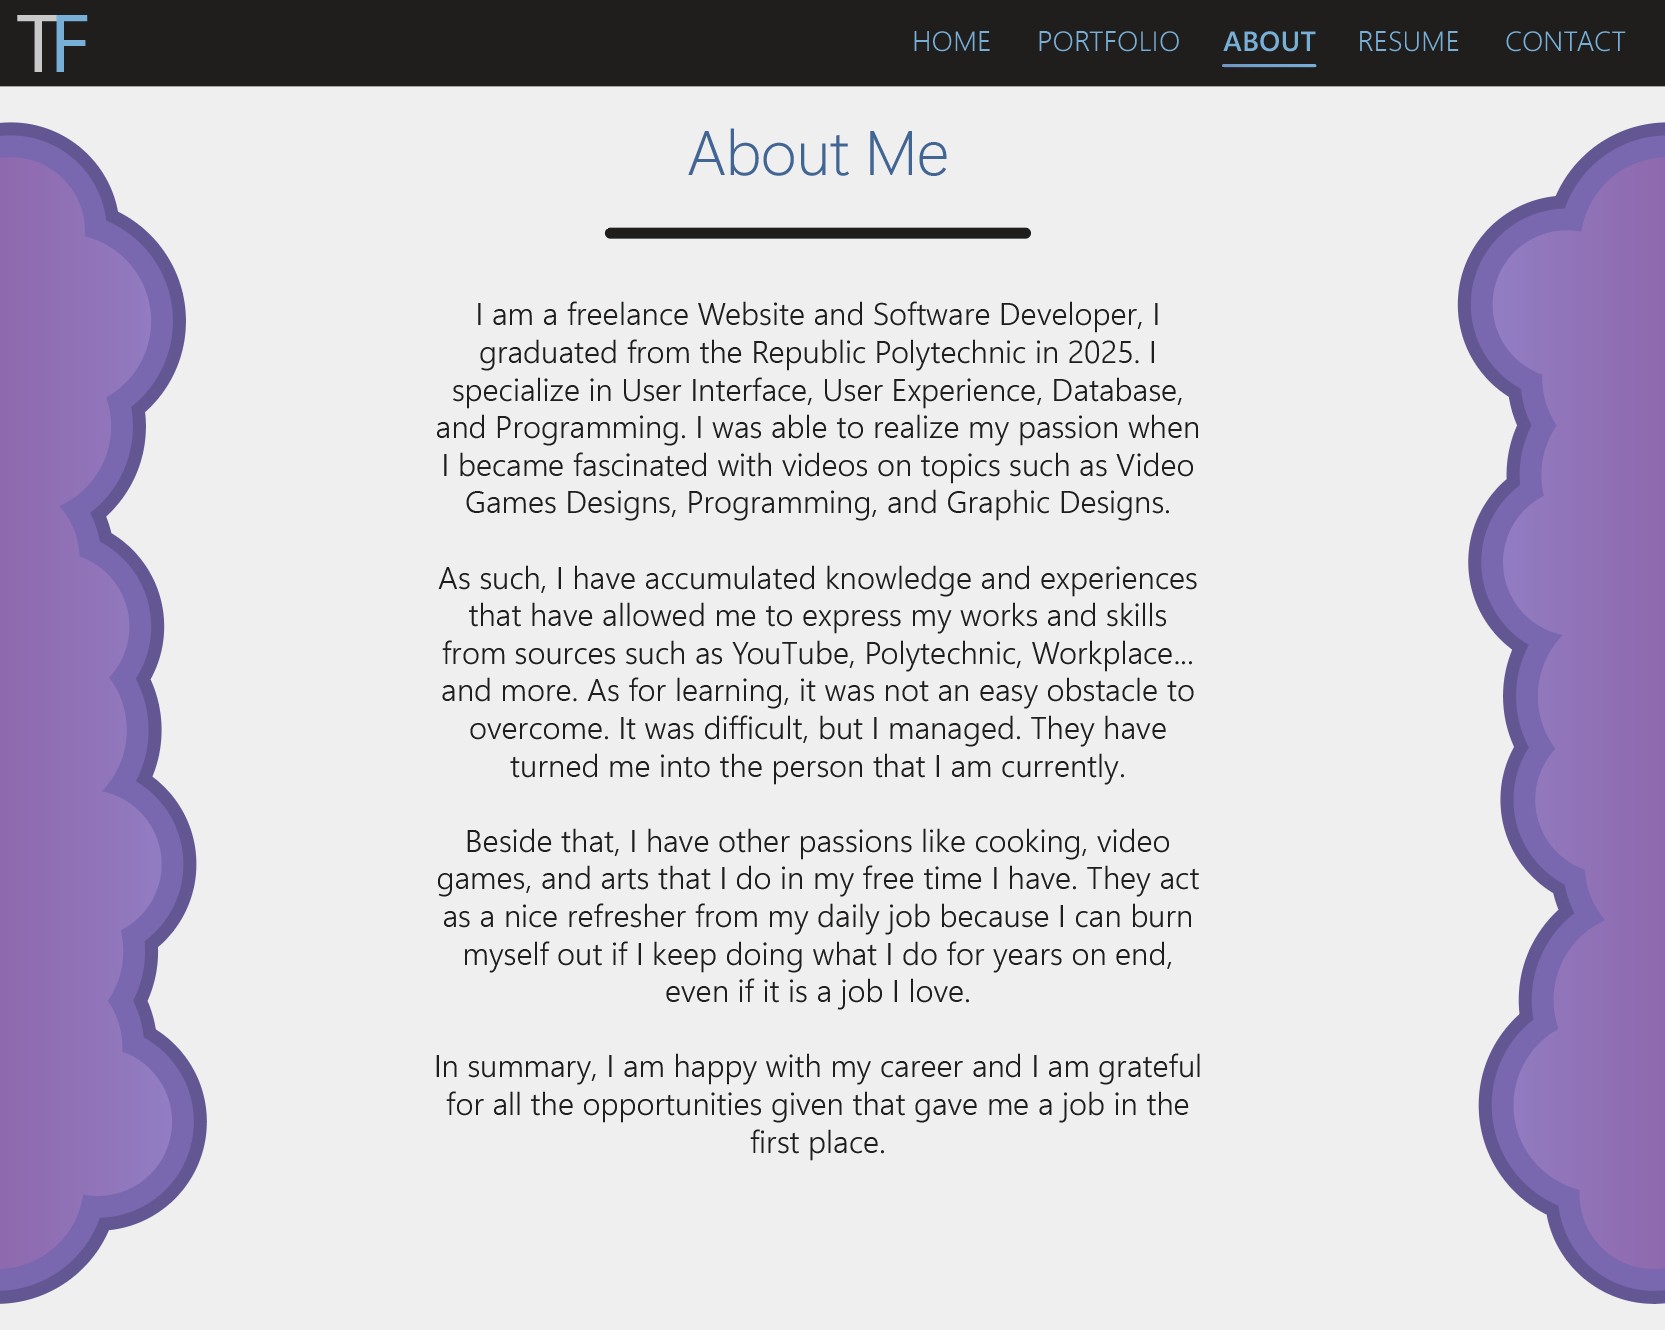 TF
HOME PORTFOLIO ABOUT RESUME CONTACT
About Me
I am a freelance Website and Software Developer, I
graduated from the Republic Polytechnic in 2025. I
specialize in User Interface, User Experience, Database,
and Programming. I was able to realize my passion when
I became fascinated with videos on topics such as Video
Games Designs, Programming, and Graphic Designs.
As such, I have accumulated knowledge and experiences
that have allowed me to express my works and skills
from sources such as YouTube, Polytechnic, Workplace...
and more. As for learning, it was not an easy obstacle to
overcome. It was difficult, but I managed. They have
turned me into the person that I am currently.
Beside that, I have other passions like cooking, video
games, and arts that I do in my free time I have. They act
as a nice refresher from my daily job because I can burn
myself out if I keep doing what I do for years on end,
even if it is a job I love.
In summary, I am happy with my career and I am grateful
for all the opportunities given that gave me a job in the
first place.